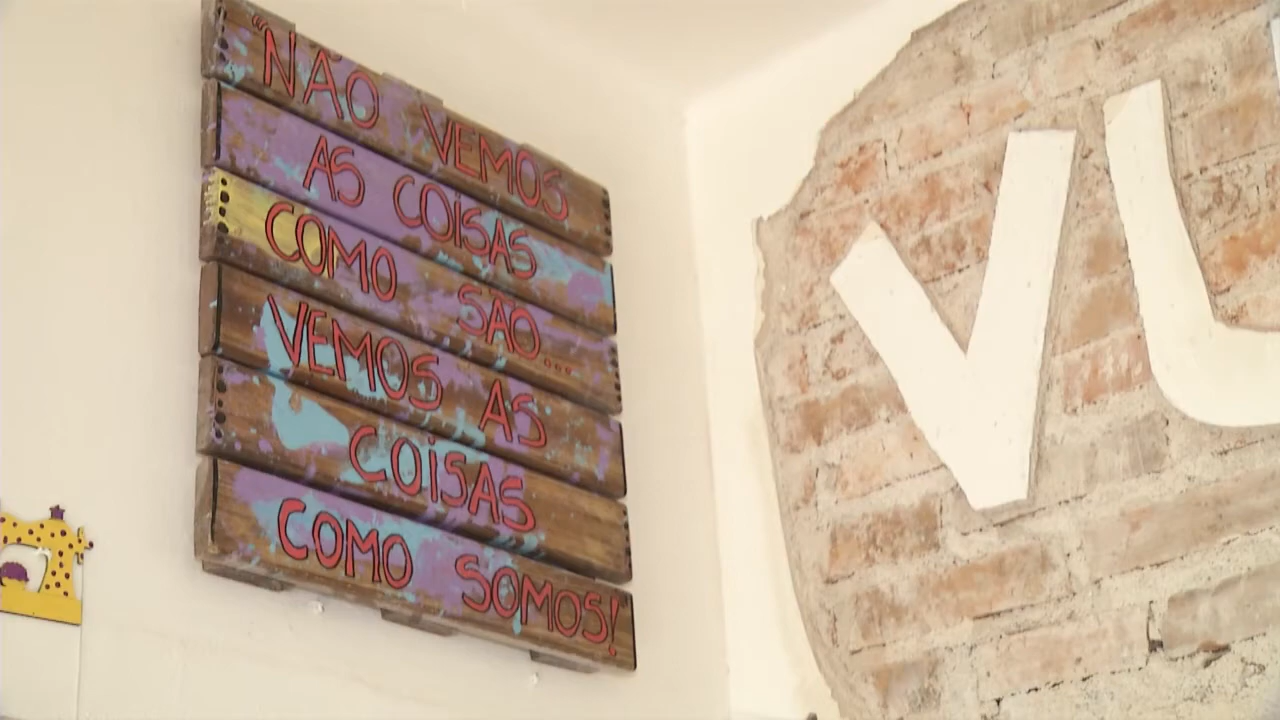 "NÃO VEMOS
AS COISAS
COMO SÃO...
VEMOS AS
COISAS
COMO SOMOS!
VU